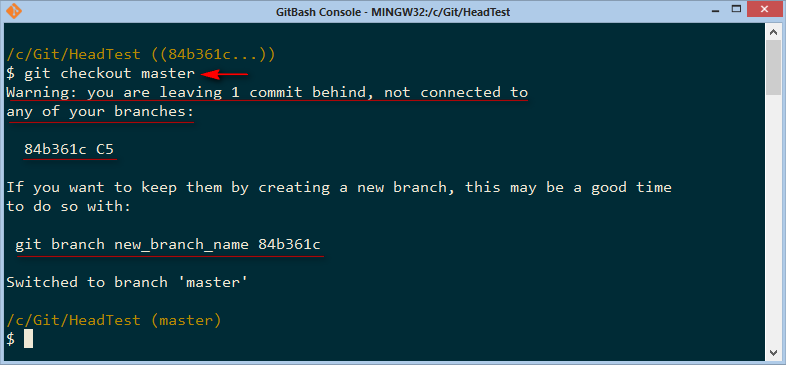 GitBash Console - MINGW32:/c/Git/HeadTest
/c/Git/HeadTest ((84b361c...))
$ git checkout master
Warning: you are leaving 1 commit behind, not connected to
any of your branches:
84b361c C5
If you want to keep them by creating a new branch, this may be a good time
to do so with:
git branch new_branch_name 84b361c
Switched to branch 'master'
/c/Git/HeadTest (master)
$